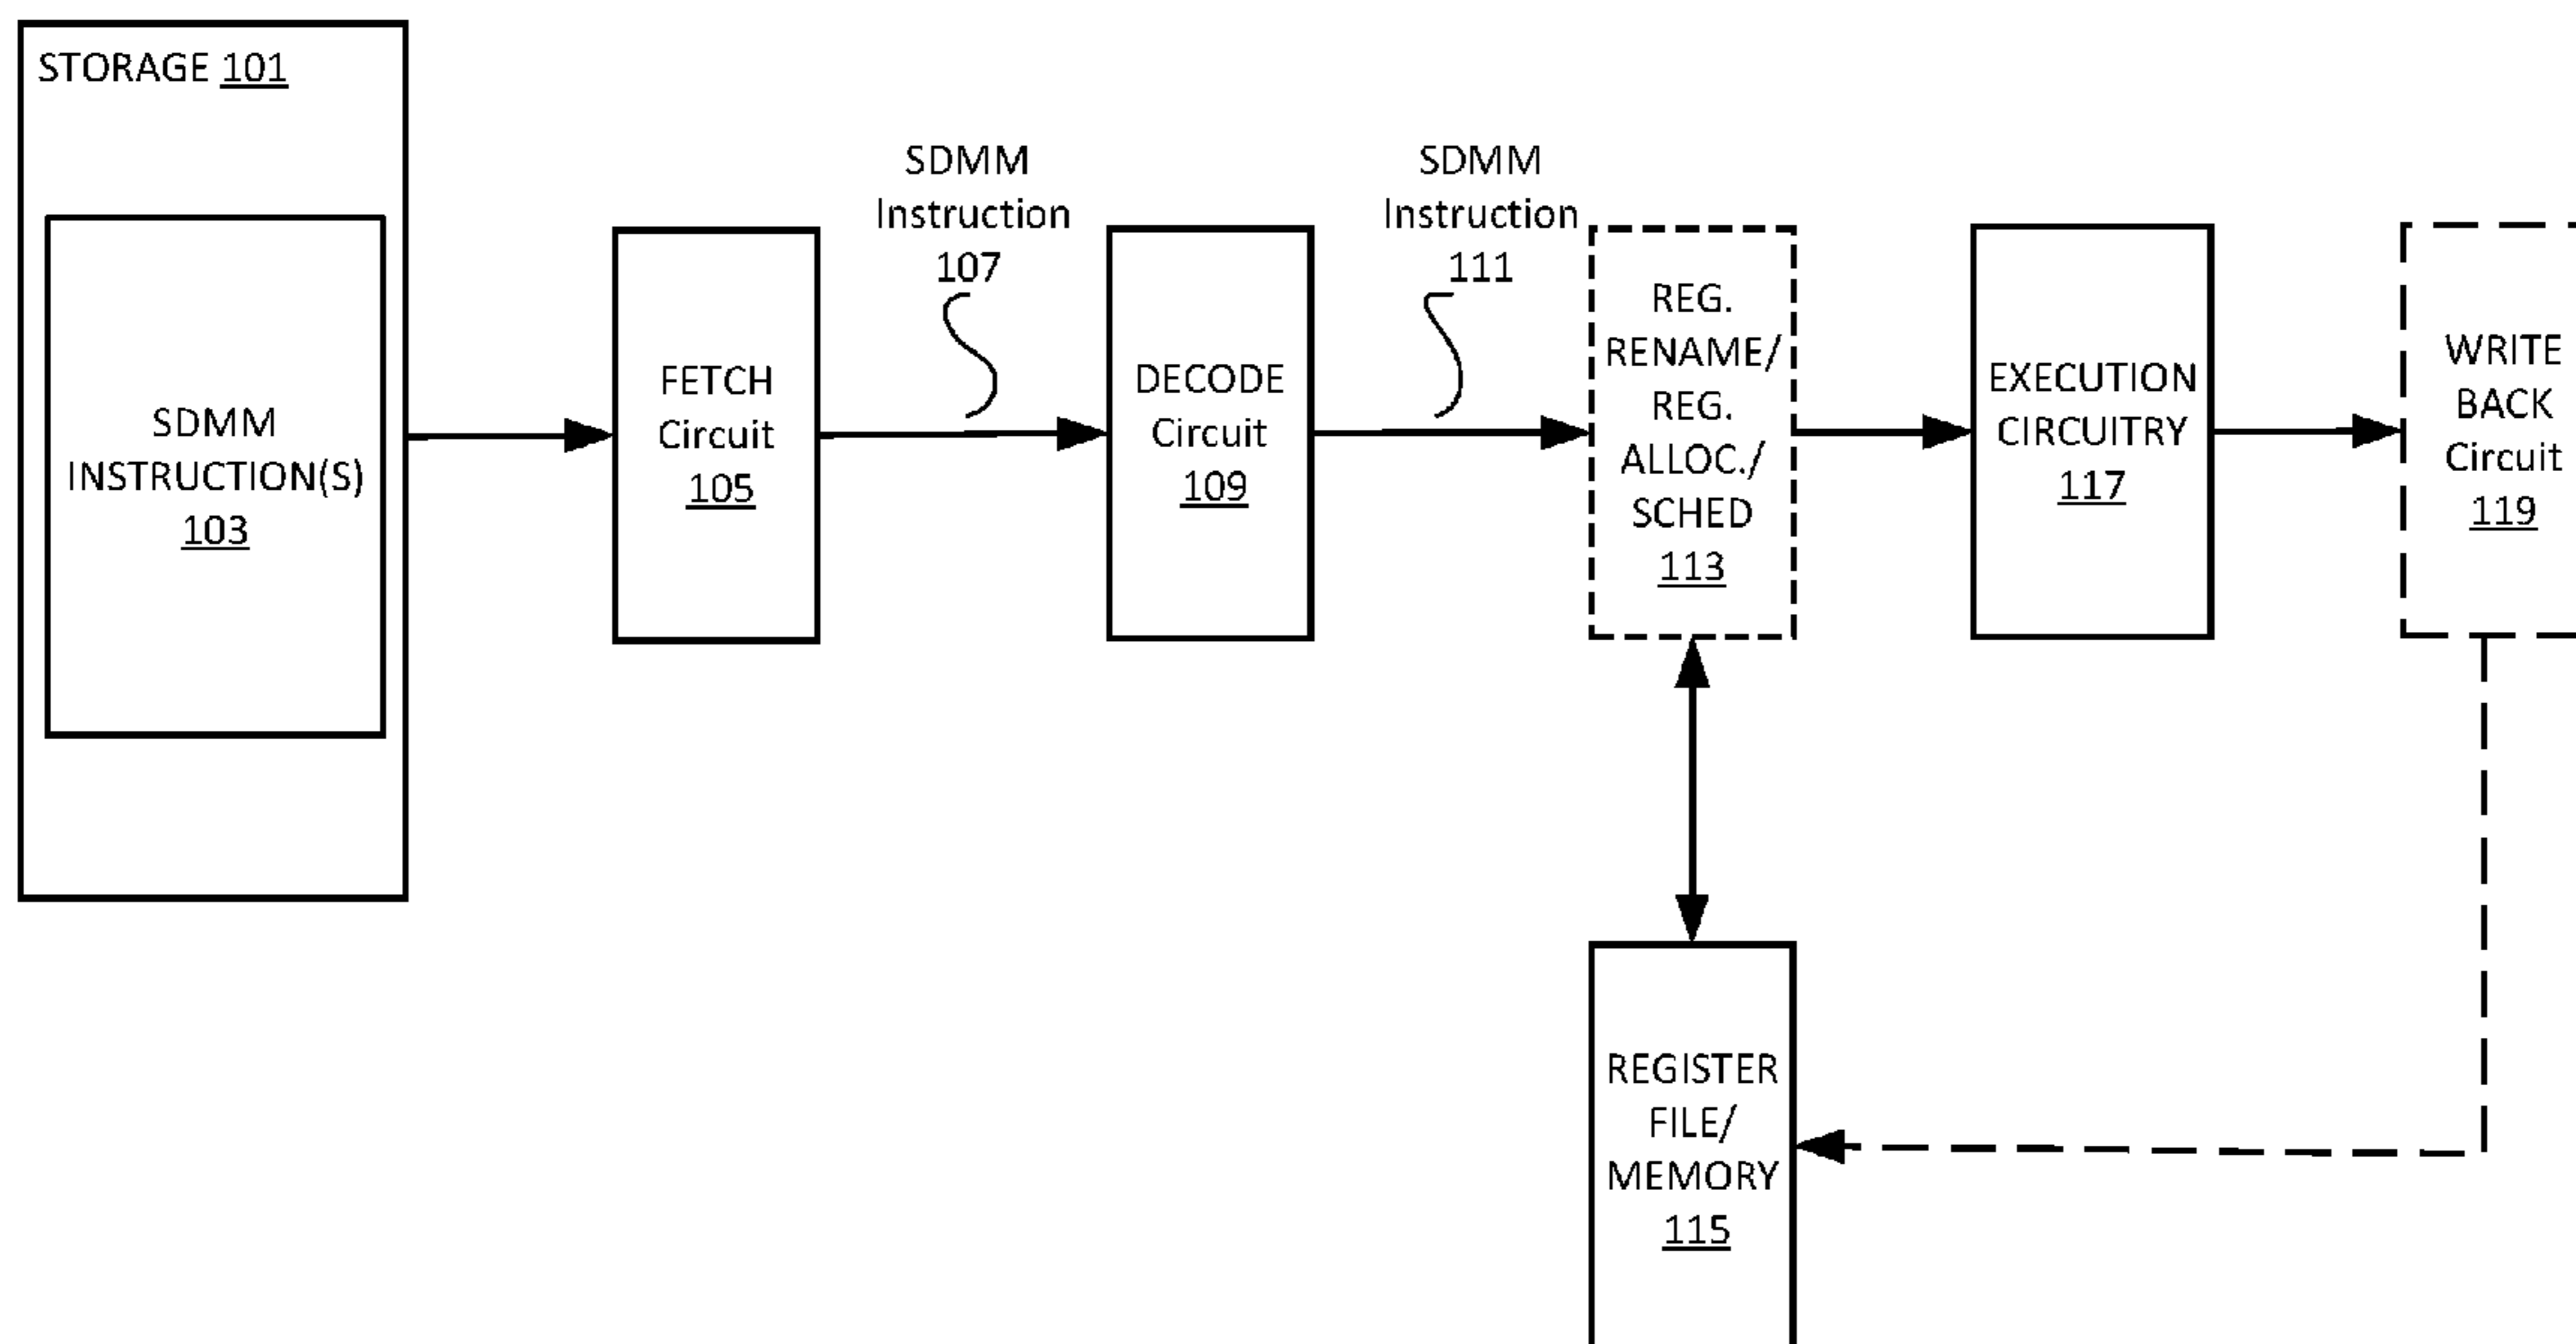 STORAGE 101
SDMM
INSTRUCTION(S)
103
FETCH
Circuit
105
SDMM
Instruction
107
DECODE
Circuit
109
SDMM
Instruction
111
REG.
RENAME/
REG.
ALLOC./
SCHED
113
EXECUTION
CIRCUITRY
117
WRITE
BACK
Circuit
119
REGISTER
FILE/
MEMORY
115